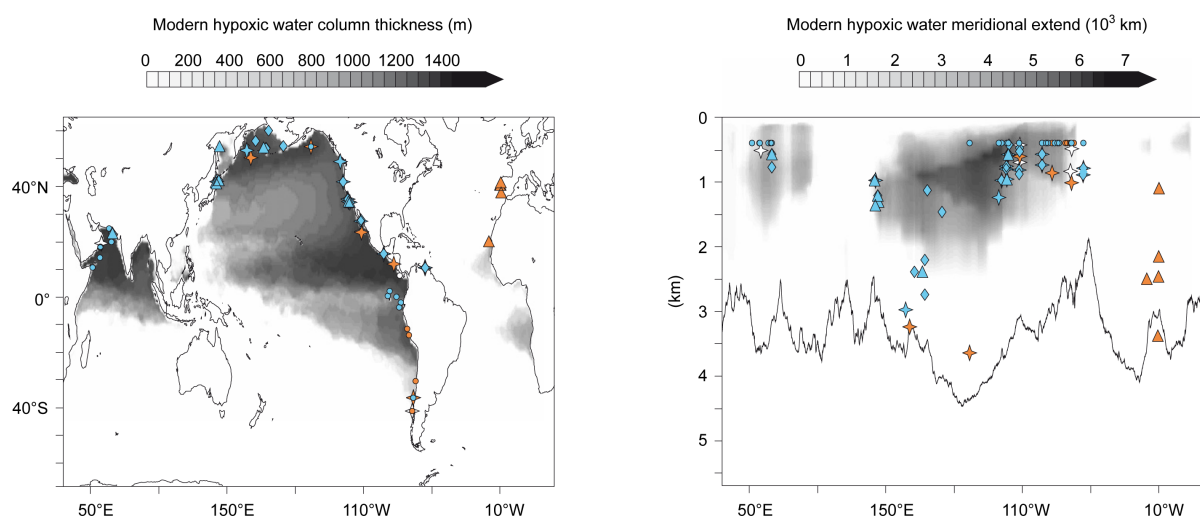 Modern hypoxic water column thickness (m)
0 200 400 600 800 1000 1200 1400
40°N
0°
40°S
50°E 150°E 110°W 10°W
Modern hypoxic water meridional extend (10³ km)
0 1 2 3 4 5 6 7
0
1
2
3
4
5
(km)
50°E 150°E 110°W 10°W